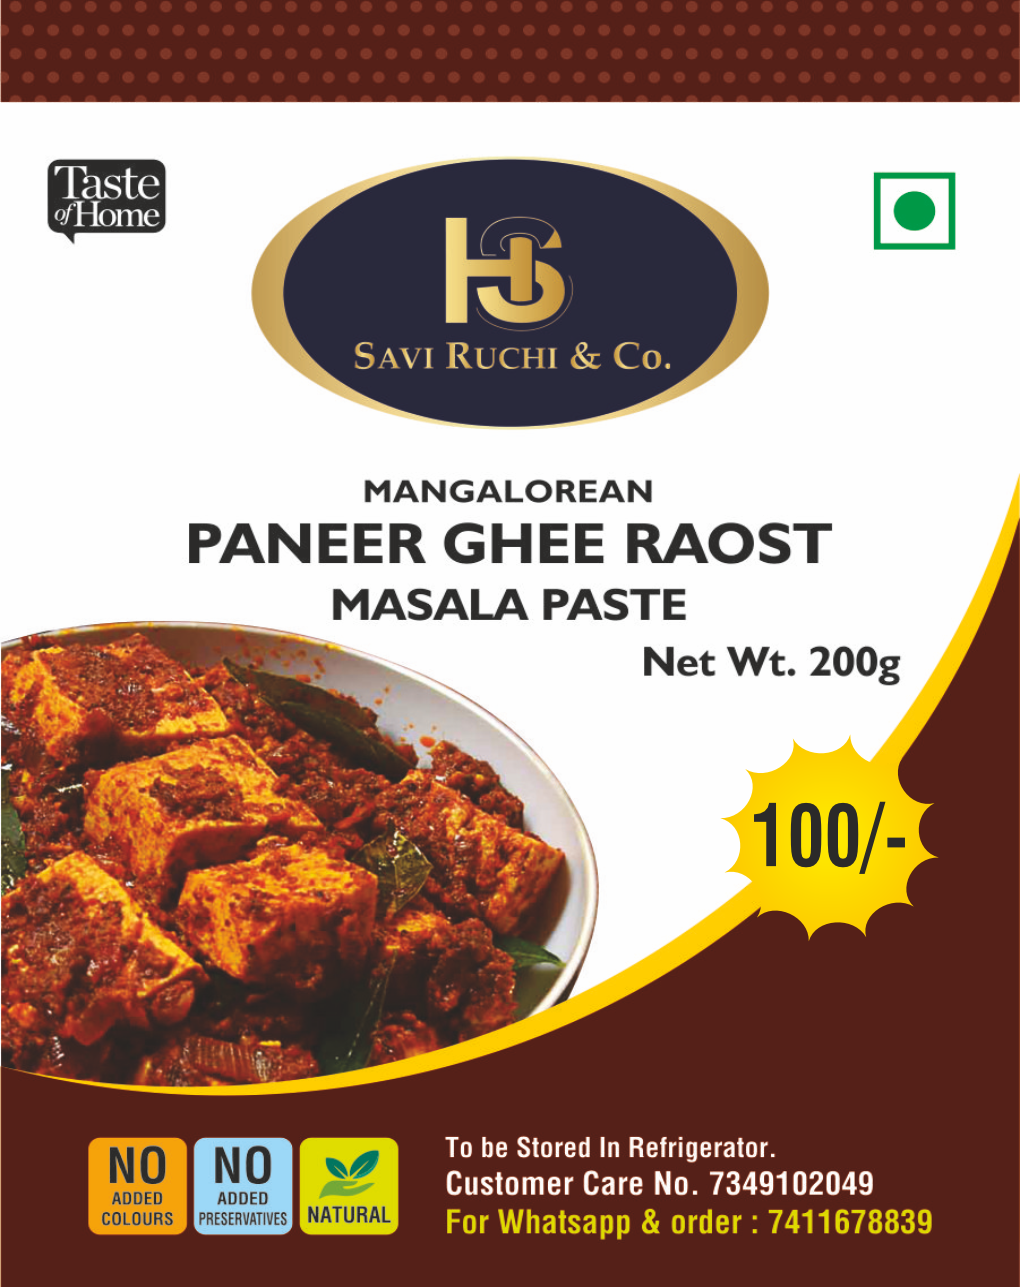 Taste
of Home
HS
SAVI RUCHI & CO.
MANGALOREAN
PANEER GHEE RAOST
MASALA PASTE
Net Wt. 200g
100/-
NO
ADDED
COLOURS
NO
ADDED
PRESERVATIVES
NATURAL
To be Stored In Refrigerator.
Customer Care No. 7349102049
For Whatsapp & order : 7411678839